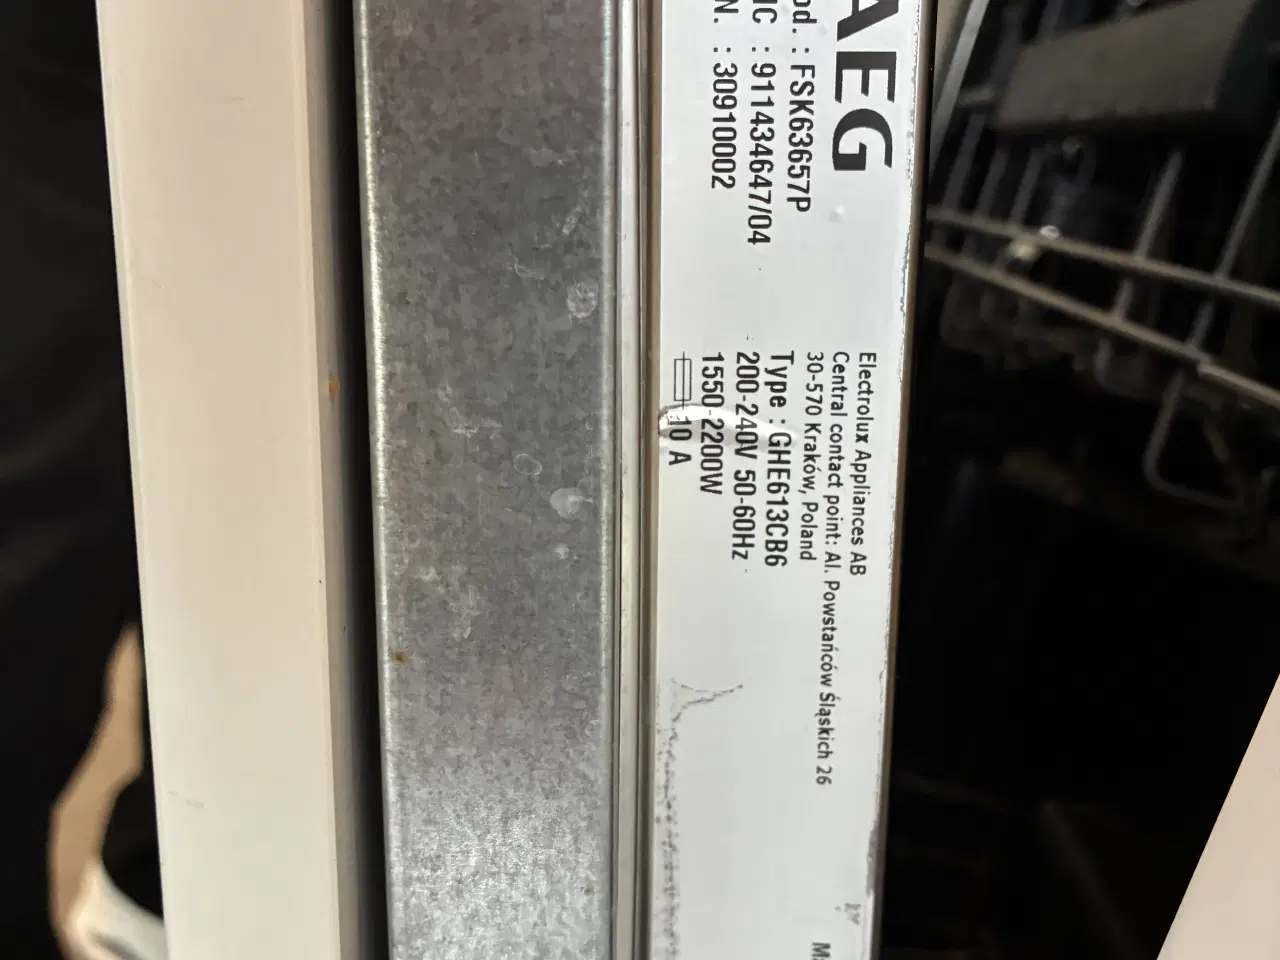 AEG
od. : FSK63657P
NC : 911434647/04
N. : 30910002
Electrolux Appliances AB
Central contact point: Al. Powstańców Śląskich 26
30-570 Kraków, Poland
Type : GHE613CB6
200-240V 50-60Hz
1550-2200W
10 A